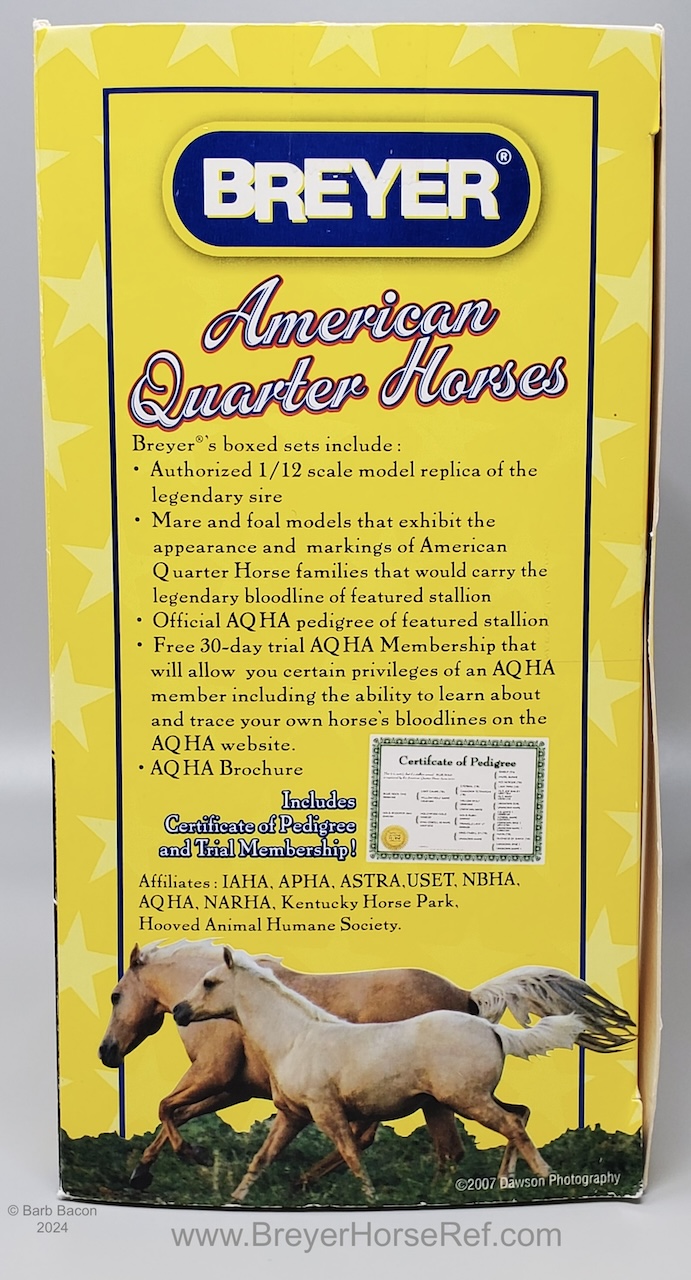 BREYER®
American
Quarter Horses
Breyer®'s boxed sets include :
• Authorized 1/12 scale model replica of the
legendary sire
• Mare and foal models that exhibit the
appearance and markings of American
Quarter Horse families that would carry the
legendary bloodline of featured stallion
• Official AQHA pedigree of featured stallion
• Free 30-day trial AQHA Membership that
will allow you certain privileges of an AQHA
member including the ability to learn about
and trace your own horse's bloodlines on the
AQHA website.
• AQHA Brochure
Certifcate of Pedigree
Includes
Certificate of Pedigree
and Trial Membership!
Affiliates : IAHA, APHA, ASTRA,USET, NBHA,
AQHA, NARHA, Kentucky Horse Park,
Hooved Animal Humane Society.
©2007 Dawson Photography
© Barb Bacon
2024
www.BreyerHorseRef.com